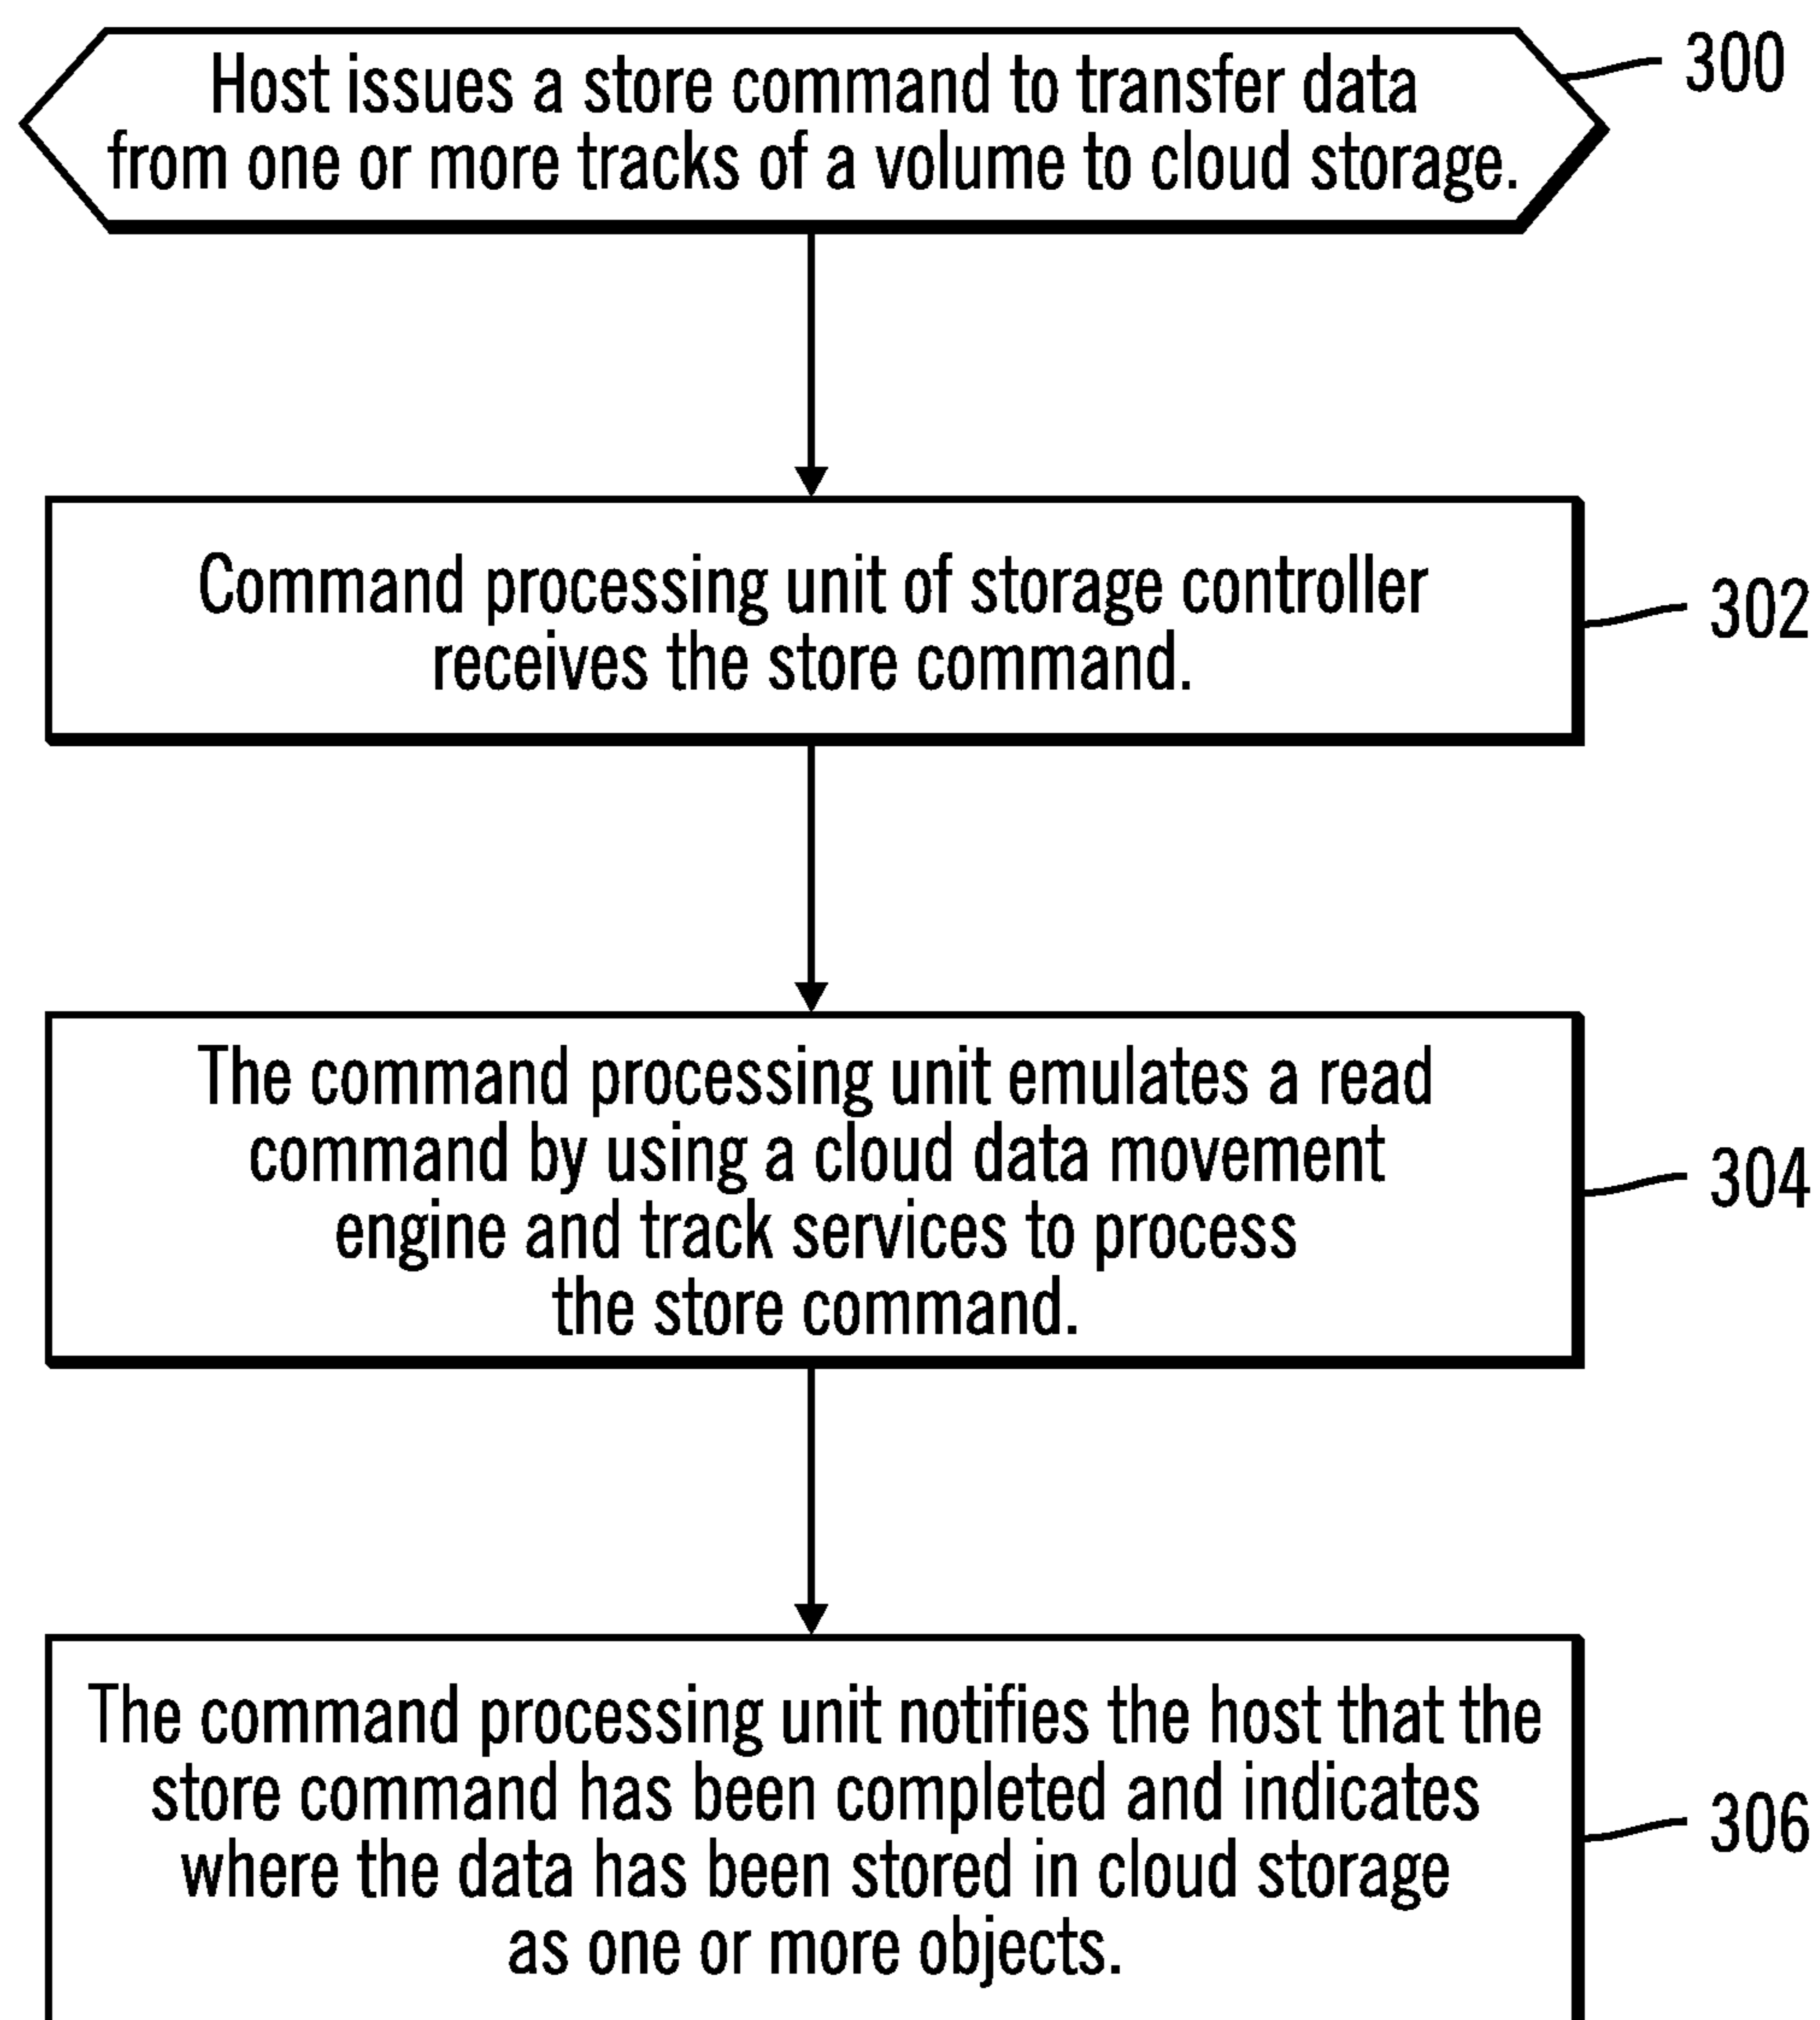 Host issues a store command to transfer data
from one or more tracks of a volume to cloud storage.
300
Command processing unit of storage controller
receives the store command.
302
The command processing unit emulates a read
command by using a cloud data movement
engine and track services to process
the store command.
304
The command processing unit notifies the host that the
store command has been completed and indicates
where the data has been stored in cloud storage
as one or more objects.
306